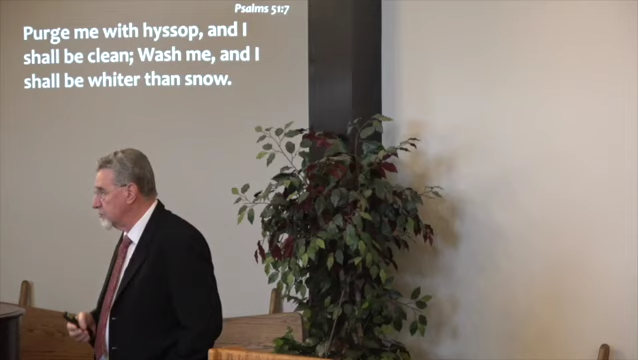 Psalms 51:7
Purge me with hyssop, and I
shall be clean; Wash me, and I
shall be whiter than snow.